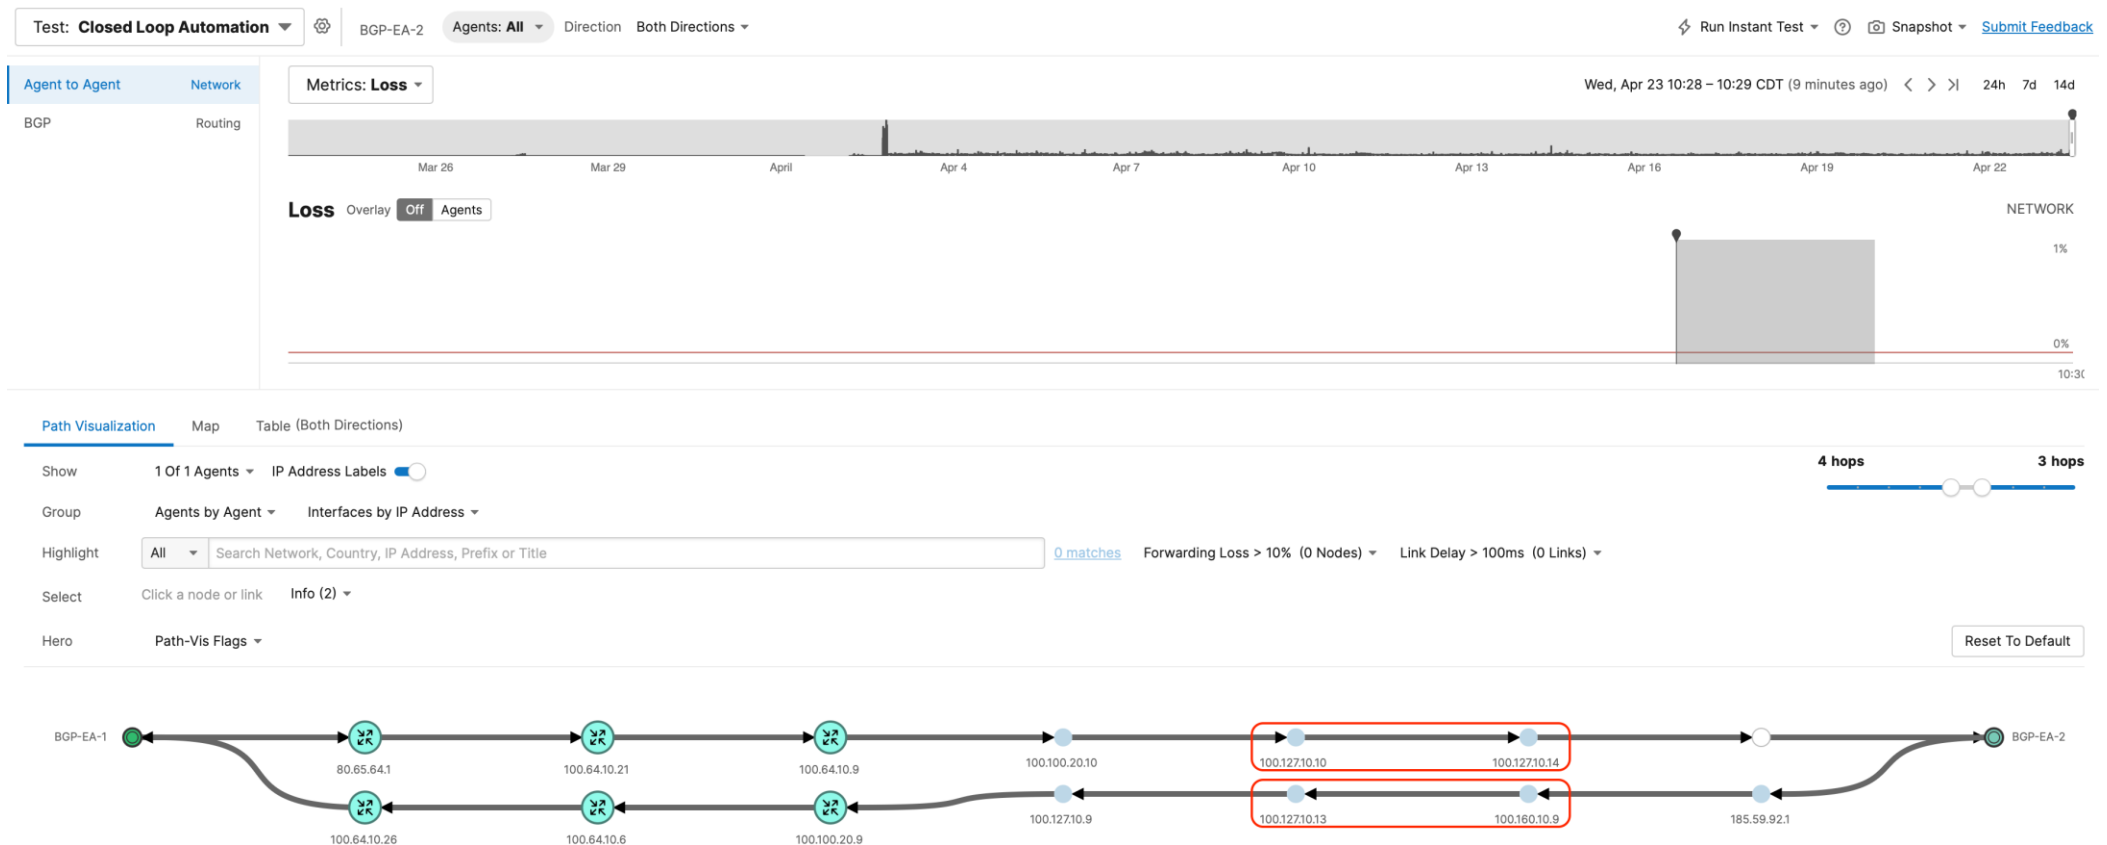 Test: Closed Loop Automation BGP-EA-2 Agents: All Direction Both Directions Run Instant Test Snapshot Submit Feedback
Agent to Agent Network
BGP Routing
Metrics: Loss Wed, Apr 23 10:28 – 10:29 CDT (9 minutes ago) 24h 7d 14d
Mar 26 Mar 29 April Apr 4 Apr 7 Apr 10 Apr 13 Apr 16 Apr 19 Apr 22
Loss Overlay Off Agents NETWORK
1%
0%
10:30
Path Visualization Map Table (Both Directions)
Show 1 Of 1 Agents IP Address Labels 4 hops 3 hops
Group Agents by Agent Interfaces by IP Address
Highlight All Search Network, Country, IP Address, Prefix or Title 0 matches Forwarding Loss > 10% (0 Nodes) Link Delay > 100ms (0 Links)
Select Click a node or link Info (2)
Hero Path-Vis Flags Reset To Default
BGP-EA-1 BGP-EA-2
80.65.64.1 100.64.10.21 100.64.10.9 100.100.20.10 100.127.10.10 100.127.10.14
100.64.10.26 100.64.10.6 100.100.20.9 100.127.10.9 100.127.10.13 100.160.10.9 185.59.92.1